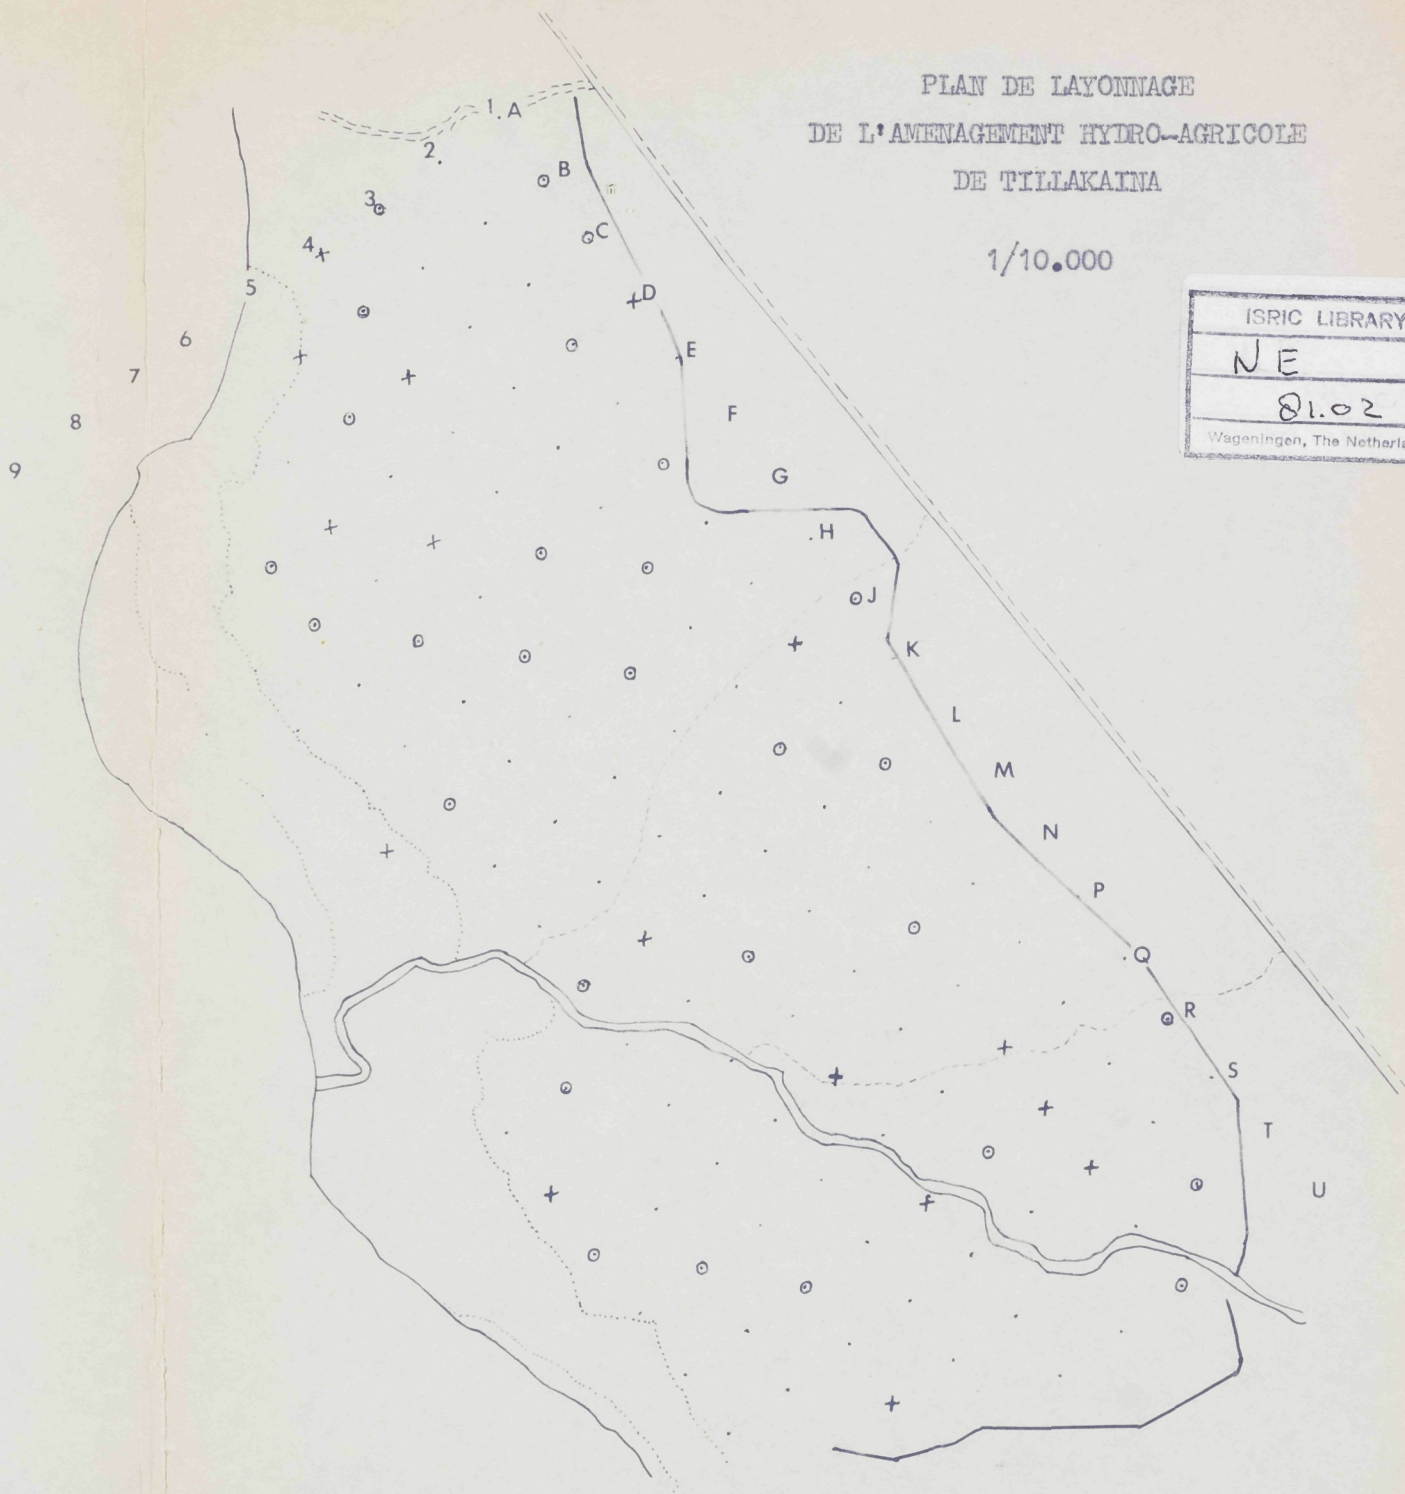 PLAN DE LAYONNAGE
DE L'AMENAGEMENT HYDRO-AGRICOLE
DE TILLAKAINA
1/10.000
ISRIC LIBRARY
NE
81.02
Wageningen, The
1. A
2.
B
3
C
4
5
D
6
E
7
F
8
9
G
H
J
K
L
M
N
P
Q
R
S
T
U